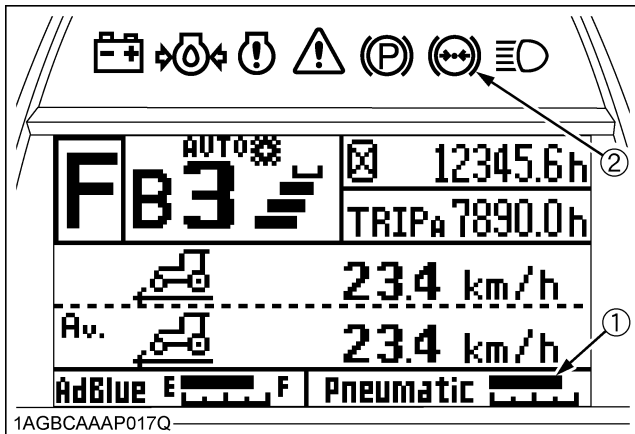 (P)
②
AUTO
F B 3
12345.6h
TRIPA 7890.0h
23.4 km/h
①
Av. 23.4 km/h
AdBlue E F Pneumatic
1AGBCAAAP017Q